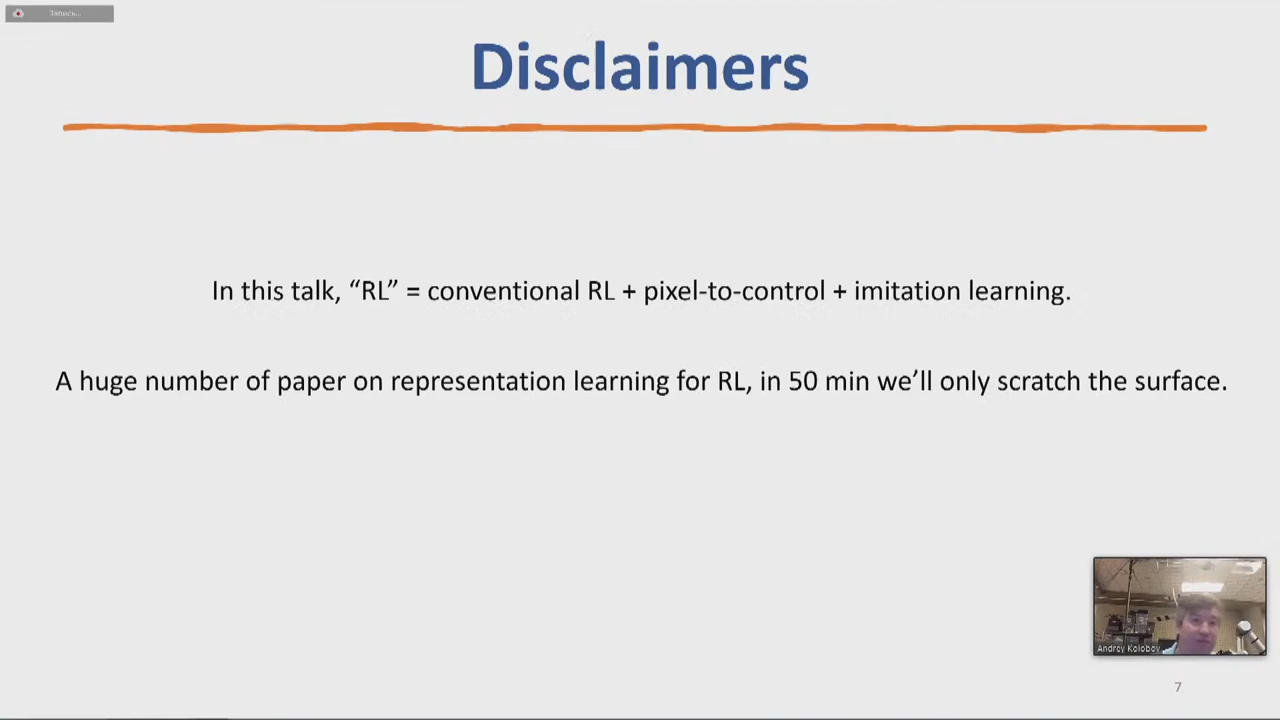 Запись...
Disclaimers
In this talk, “RL” = conventional RL + pixel-to-control + imitation learning.
A huge number of paper on representation learning for RL, in 50 min we’ll only scratch the surface.
Andrey Kolobov
7